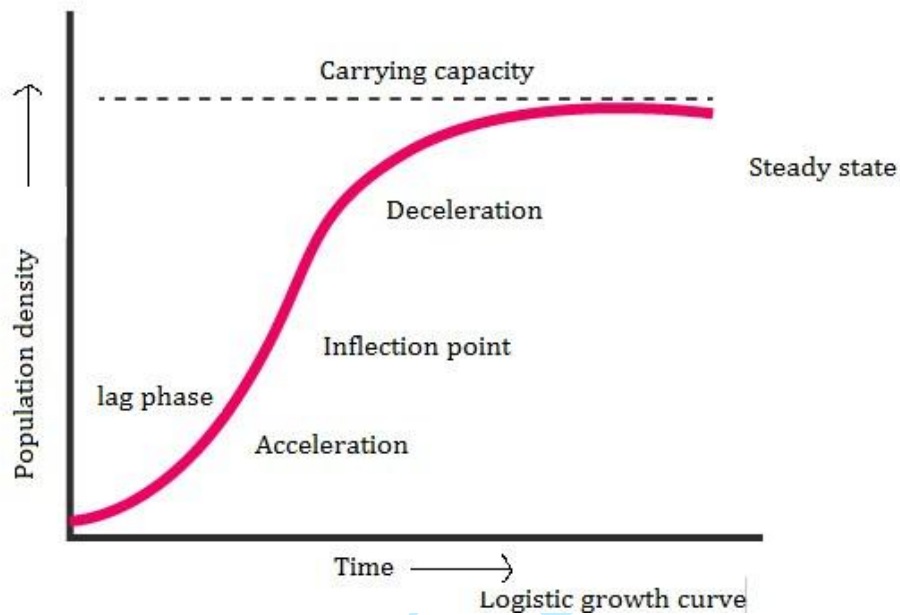 Carrying capacity
Steady state
Deceleration
Population density
Inflection point
lag phase
Acceleration
Time
Logistic growth curve